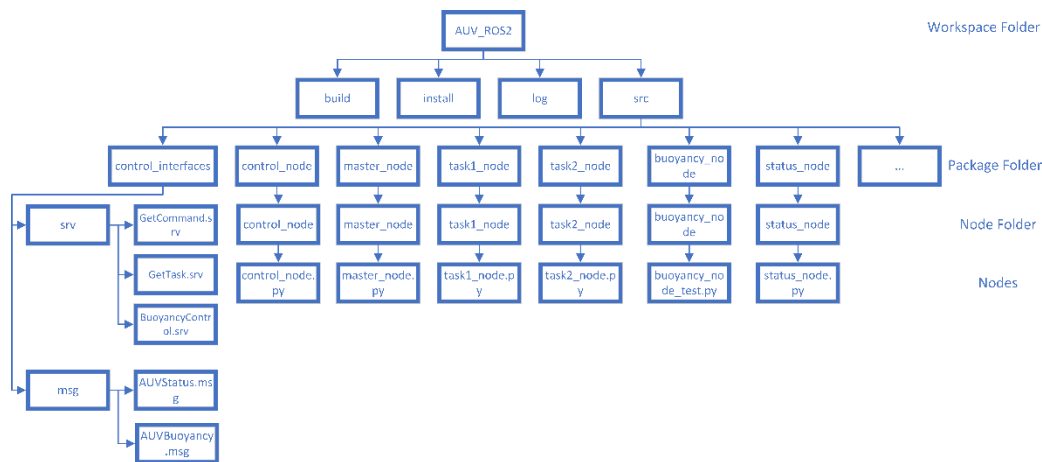 AUV_ROS2
Workspace Folder
build
install
log
src
control_interfaces
control_node
master_node
task1_node
task2_node
buoyancy_no
de
status_node
...
Package Folder
srv
GetCommand.s
rv
control_node
master_node
task1_node
task2_node
buoyancy_no
de
status_node
Node Folder
GetTask.srv
control_node.
py
master_node.
py
task1_node.p
y
task2_node.p
y
buoyancy_no
de_test.py
status_node.
py
Nodes
BuoyancyContr
ol.srv
msg
AUVStatus.ms
g
AUVBuoyancy
.msg